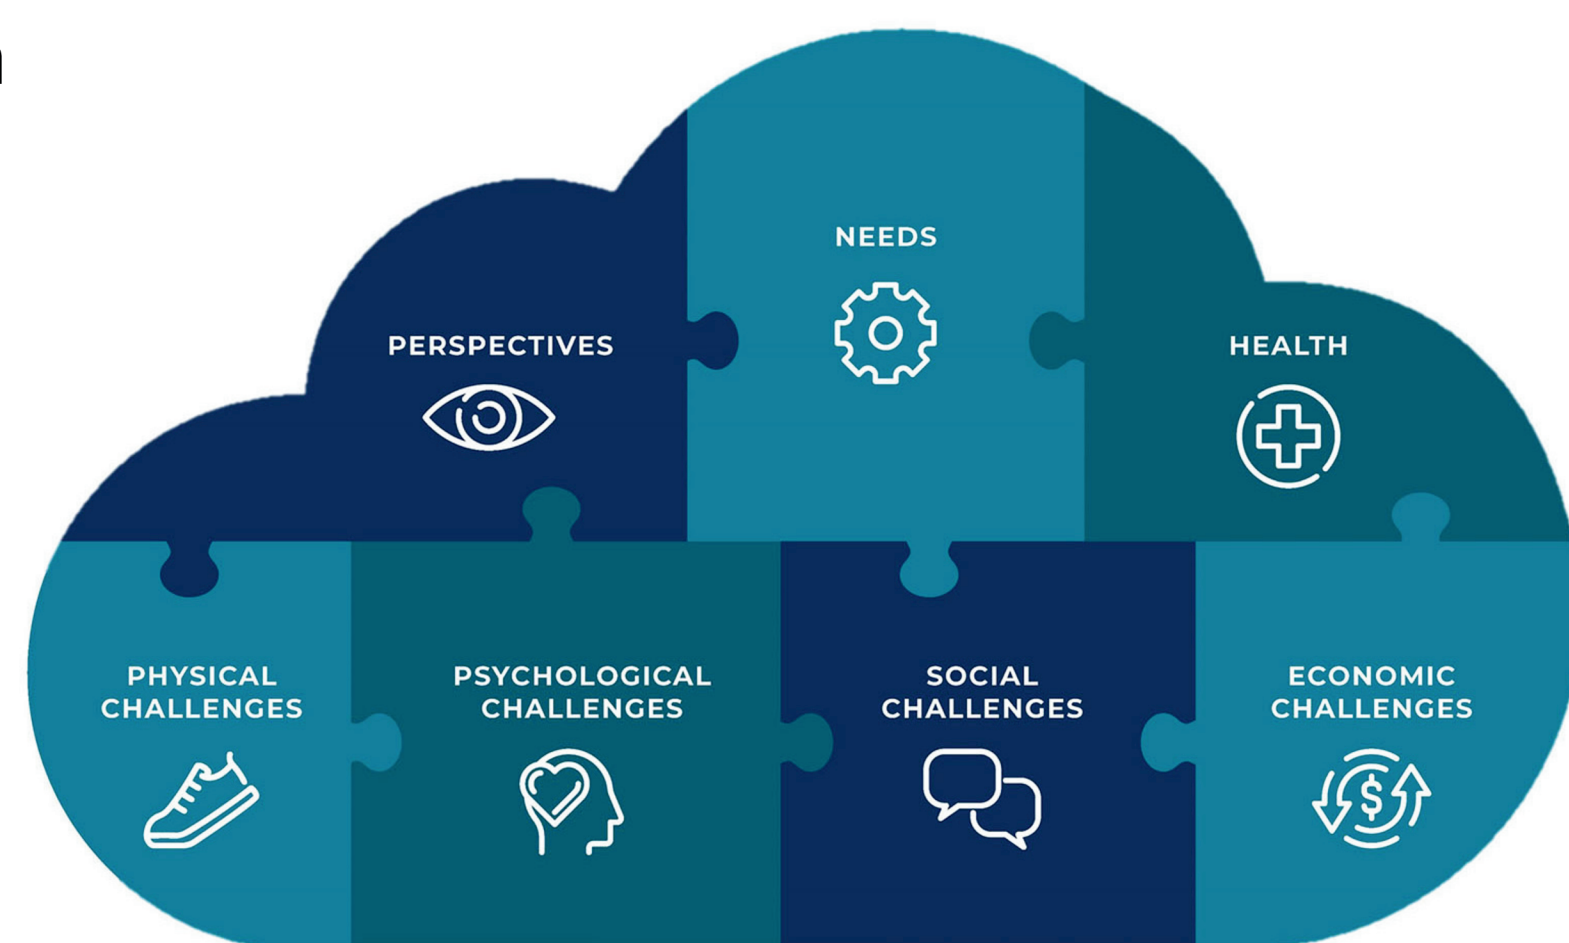 NEEDS
PERSPECTIVES
HEALTH
PHYSICAL
CHALLENGES
PSYCHOLOGICAL
CHALLENGES
SOCIAL
CHALLENGES
ECONOMIC
CHALLENGES
$